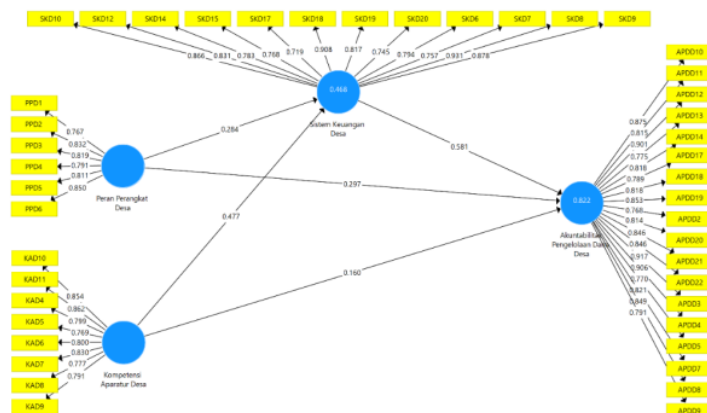 SKD10 SKD12 SKD14 SKD15 SKD17 SKD18 SKD19 SKD20 SKD6 SKD7 SKD8 SKD9
0.866 0.831 0.783 0.768 0.719 0.908 0.817 0.745 0.794 0.757 0.931 0.878
0.468
Sistem Keuangan
Desa
PPD1
PPD2
PPD3
PPD4
PPD5
PPD6
0.767
0.832
0.819
0.791
0.811
0.850
Peran Perangkat
Desa
0.284
0.297
0.477
0.581
0.160
KAD10
KAD11
KAD4
KAD5
KAD6
KAD7
KAD8
KAD9
0.854
0.862
0.799
0.769
0.800
0.830
0.777
0.791
Kompetensi
Aparatur Desa
0.822
Akuntabilitas
Pengelolaan Dana
Desa
0.875
0.815
0.901
0.775
0.818
0.789
0.818
0.853
0.768
0.814
0.846
0.846
0.917
0.906
0.770
0.821
0.849
0.791
APDD10
APDD11
APDD12
APDD13
APDD14
APDD17
APDD18
APDD19
APDD2
APDD20
APDD21
APDD22
APDD3
APDD4
APDD5
APDD7
APDD8
APDD9